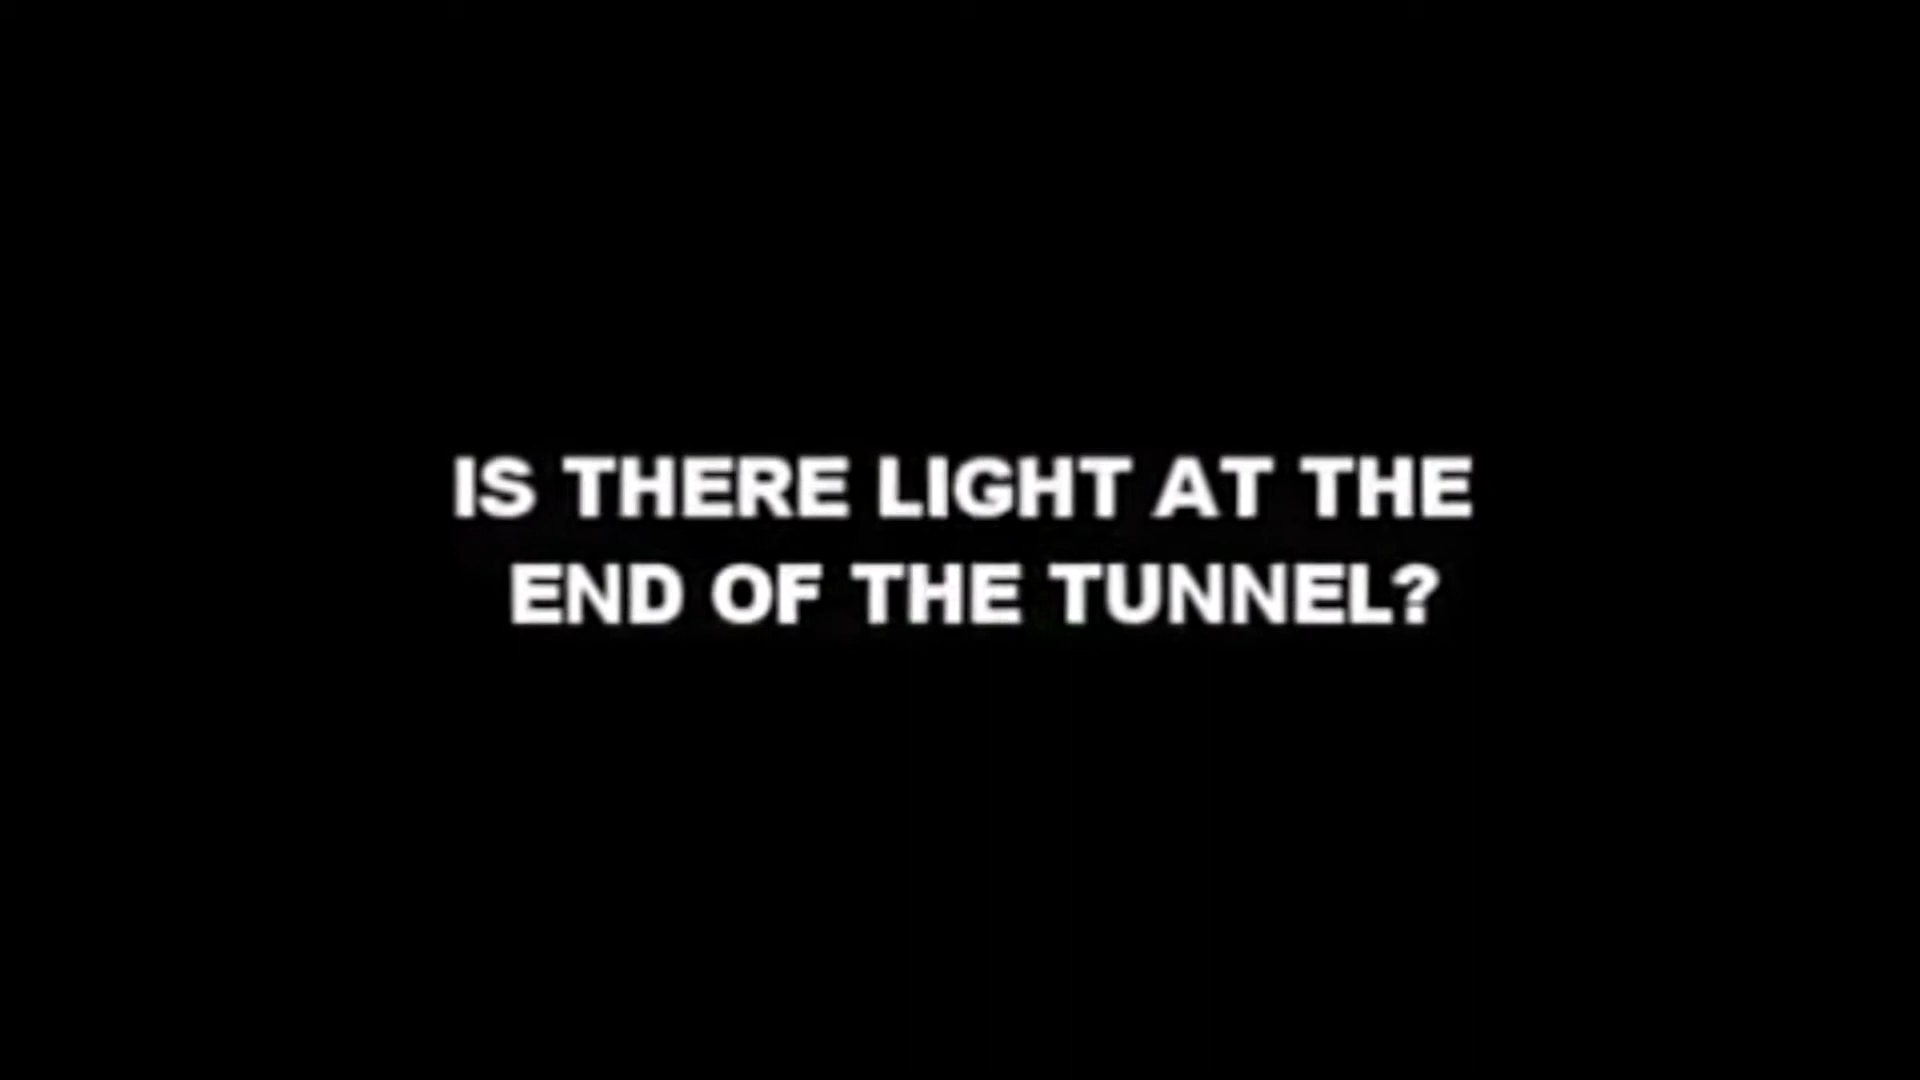 IS THERE LIGHT AT THE
END OF THE TUNNEL?